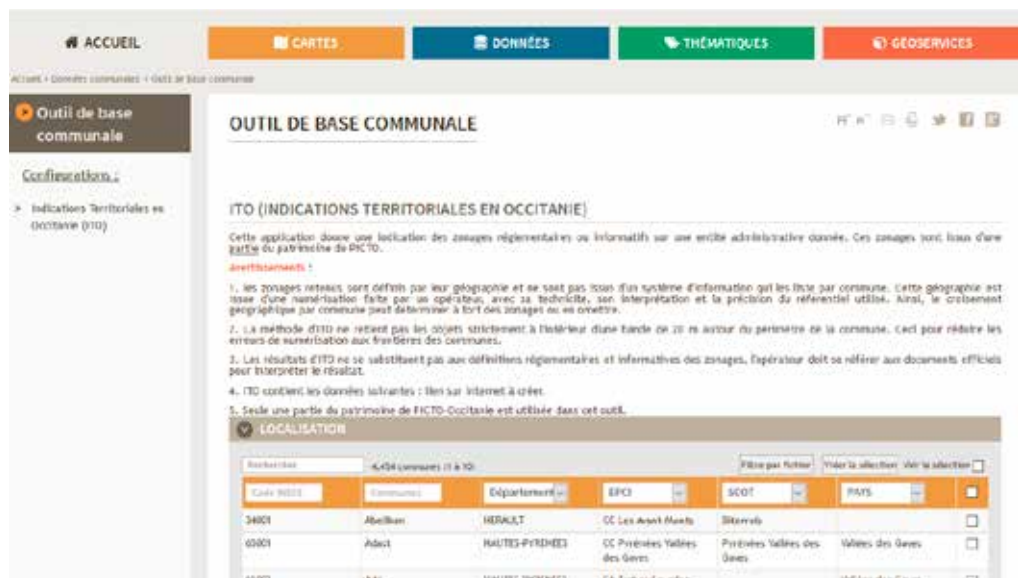 ACCUEIL
CARTES
DONNÉES
THÉMATIQUES
GÉOSERVICES
Accueil › Données communales › Outil de base communale
Outil de base
communale
Configurations :
Indications Territoriales en
Occitanie (ITO)
OUTIL DE BASE COMMUNALE
ITO (INDICATIONS TERRITORIALES EN OCCITANIE)
Cette application donne une indication des zonages réglementaires ou informatifs sur une entité administrative donnée. Ces zonages sont issus d'une
partie du patrimoine de PICTO.
Avertissements :
1. les zonages retenus sont définis par leur géographie et ne sont pas issus d'un système d'information qui les liste par commune. Cette géographie est
issue d'une numérisation faite par un opérateur, avec sa technicité, son interprétation et la précision du référentiel utilisé. Ainsi, le croisement
géographique par commune peut déterminer à tort des zonages ou en omettre.
2. La méthode d'ITO ne retient pas les objets strictement à l'intérieur d'une bande de 20 m autour du périmètre de la commune. Ceci pour réduire les
erreurs de numérisation aux frontières des communes.
3. Les résultats d'ITO ne se substituent pas aux définitions réglementaires et informatives des zonages, l'opérateur doit se référer aux documents officiels
pour interpréter le résultat.
4. ITO contient les données suivantes : lien sur internet à créer.
5. Seule une partie du patrimoine de PICTO-Occitanie est utilisée dans cet outil.
LOCALISATION
Rechercher
communes (1 à 10)
Filtre par fichier
Vider la sélection
Voir la sélection
Code INSEE
Communes
Département
EPCI
SCOT
PAYS
34001
Abeilhan
HERAULT
CC Les Avant-Monts
Biterrois
65001
Adast
HAUTES-PYRENEES
CC Pyrénées Vallées
des Gaves
Pyrénées Vallées des
Gaves
Vallées des Gaves